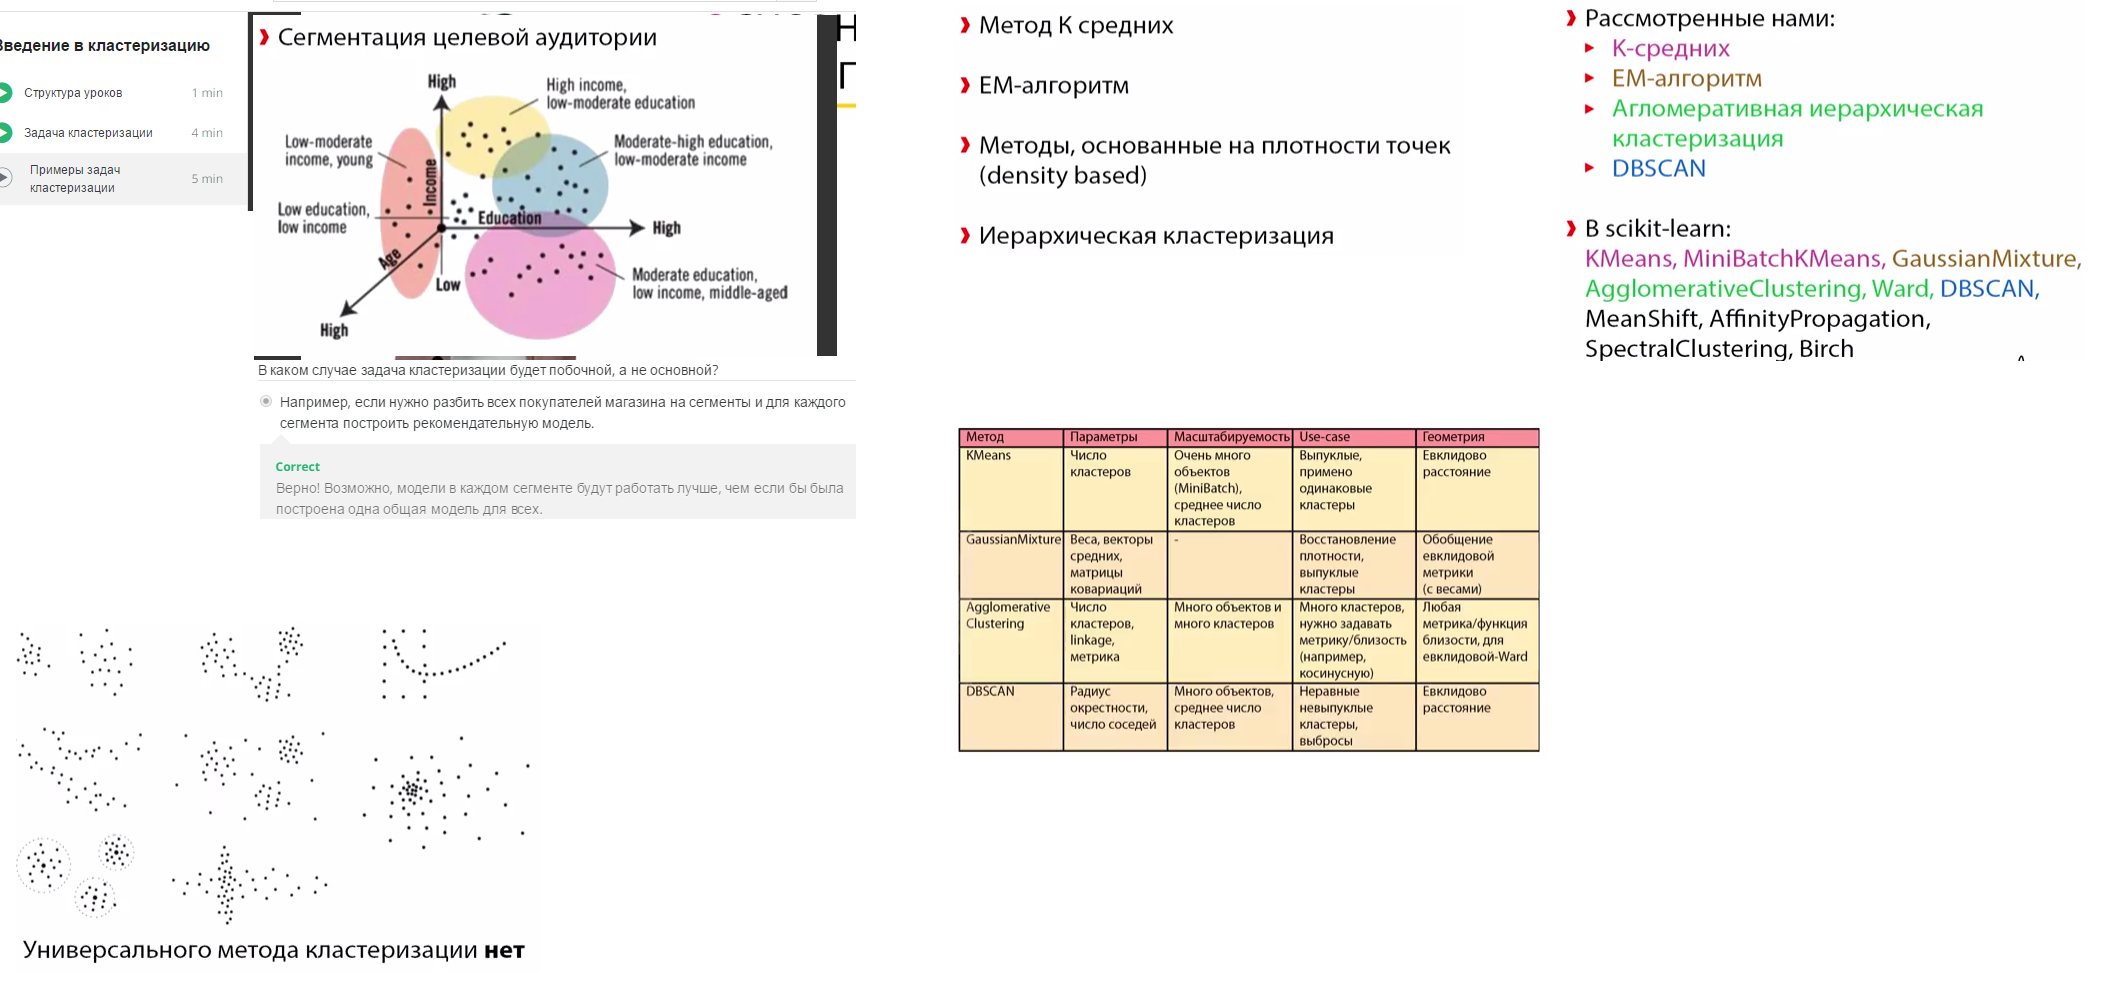 Введение в кластеризацию
Структура уроков 1 min
Задача кластеризации 4 min
Примеры задач
кластеризации 5 min
Сегментация целевой аудитории
High
High income,
low-moderate education
Low-moderate
income, young
Moderate-high education,
low-moderate income
Income
Low education,
low income
Education
High
Age
Low
Moderate education,
low income, middle-aged
High
В каком случае задача кластеризации будет побочной, а не основной?
Например, если нужно разбить всех покупателей магазина на сегменты и для каждого
сегмента построить рекомендательную модель.
Correct
Верно! Возможно, модели в каждом сегменте будут работать лучше, чем если бы была
построена одна общая модель для всех.
Универсального метода кластеризации нет
Метод К средних
ЕМ-алгоритм
Методы, основанные на плотности точек
(density based)
Иерархическая кластеризация
Рассмотренные нами:
К-средних
ЕМ-алгоритм
Агломеративная иерархическая
кластеризация
DBSCAN
В scikit-learn:
KMeans, MiniBatchKMeans, GaussianMixture,
AgglomerativeClustering, Ward, DBSCAN,
MeanShift, AffinityPropagation,
SpectralClustering, Birch
Метод Параметры Масштабируемость Use-case Геометрия
KMeans Число Очень много Выпуклые, Евклидово
кластеров объектов примено расстояние
(MiniBatch), одинаковые
среднее число кластеры
кластеров
GaussianMixture Веса, векторы - Восстановление Обобщение
средних, плотности, евклидовой
матрицы выпуклые метрики
ковариаций кластеры (с весами)
Agglomerative Число Много объектов и Много кластеров, Любая
Clustering кластеров, много кластеров нужно задавать метрика/функция
linkage, метрику/близость близости, для
метрика (например, евклидовой-Ward
косинусную)
DBSCAN Радиус Много объектов, Неравные Евклидово
окрестности, среднее число невыпуклые расстояние
число соседей кластеров кластеры,
выбросы